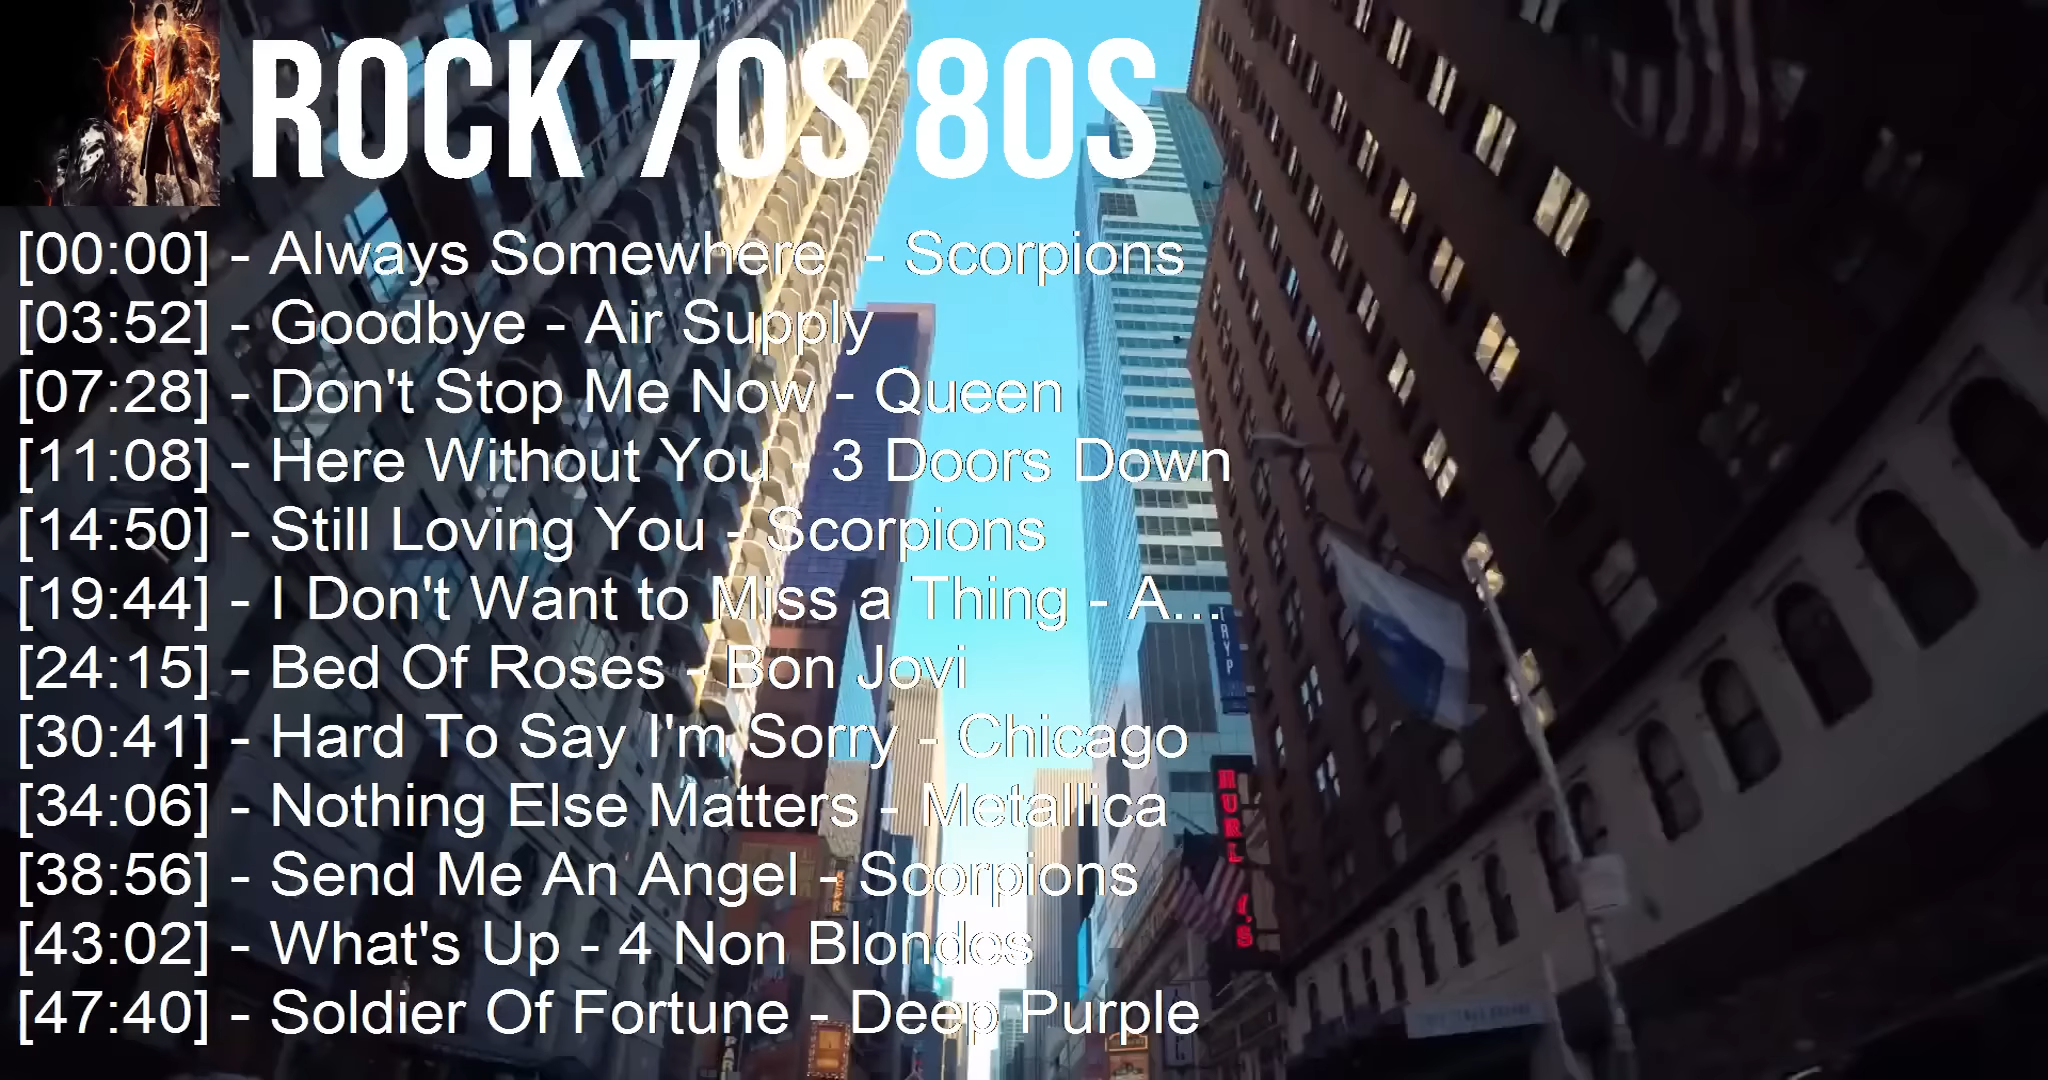 ROCK 70S 80S
[00:00] - Always Somewhere - Scorpions
[03:52] - Goodbye - Air Supply
[07:28] - Don't Stop Me Now - Queen
[11:08] - Here Without You - 3 Doors Down
[14:50] - Still Loving You - Scorpions
[19:44] - I Don't Want to Miss a Thing - A...
[24:15] - Bed Of Roses - Bon Jovi
[30:41] - Hard To Say I'm Sorry - Chicago
[34:06] - Nothing Else Matters - Metallica
[38:56] - Send Me An Angel - Scorpions
[43:02] - What's Up - 4 Non Blondes
[47:40] - Soldier Of Fortune - Deep Purple
TRYP
PARK